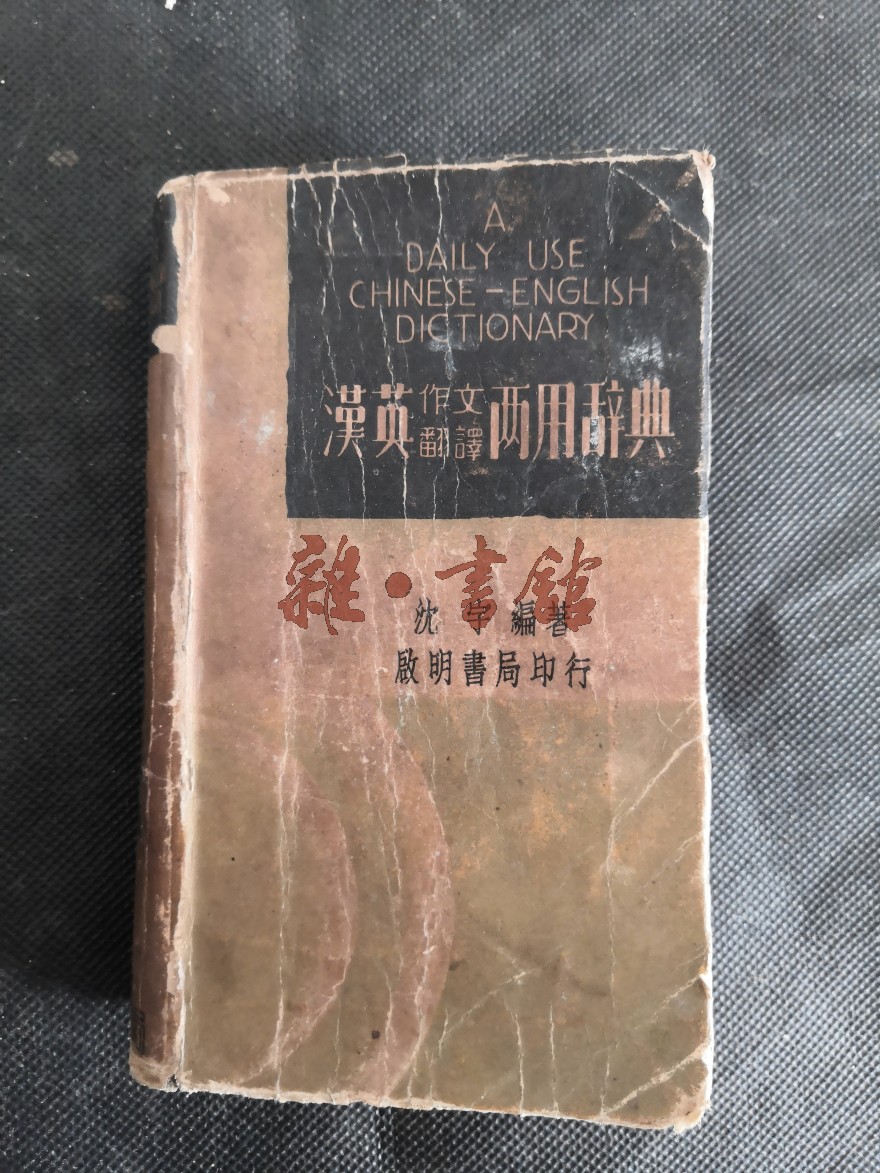 A
DAILY USE
CHINESE-ENGLISH
DICTIONARY
漢英作文翻譯两用辞典
雜·書館
沈 編著
啟明書局印行